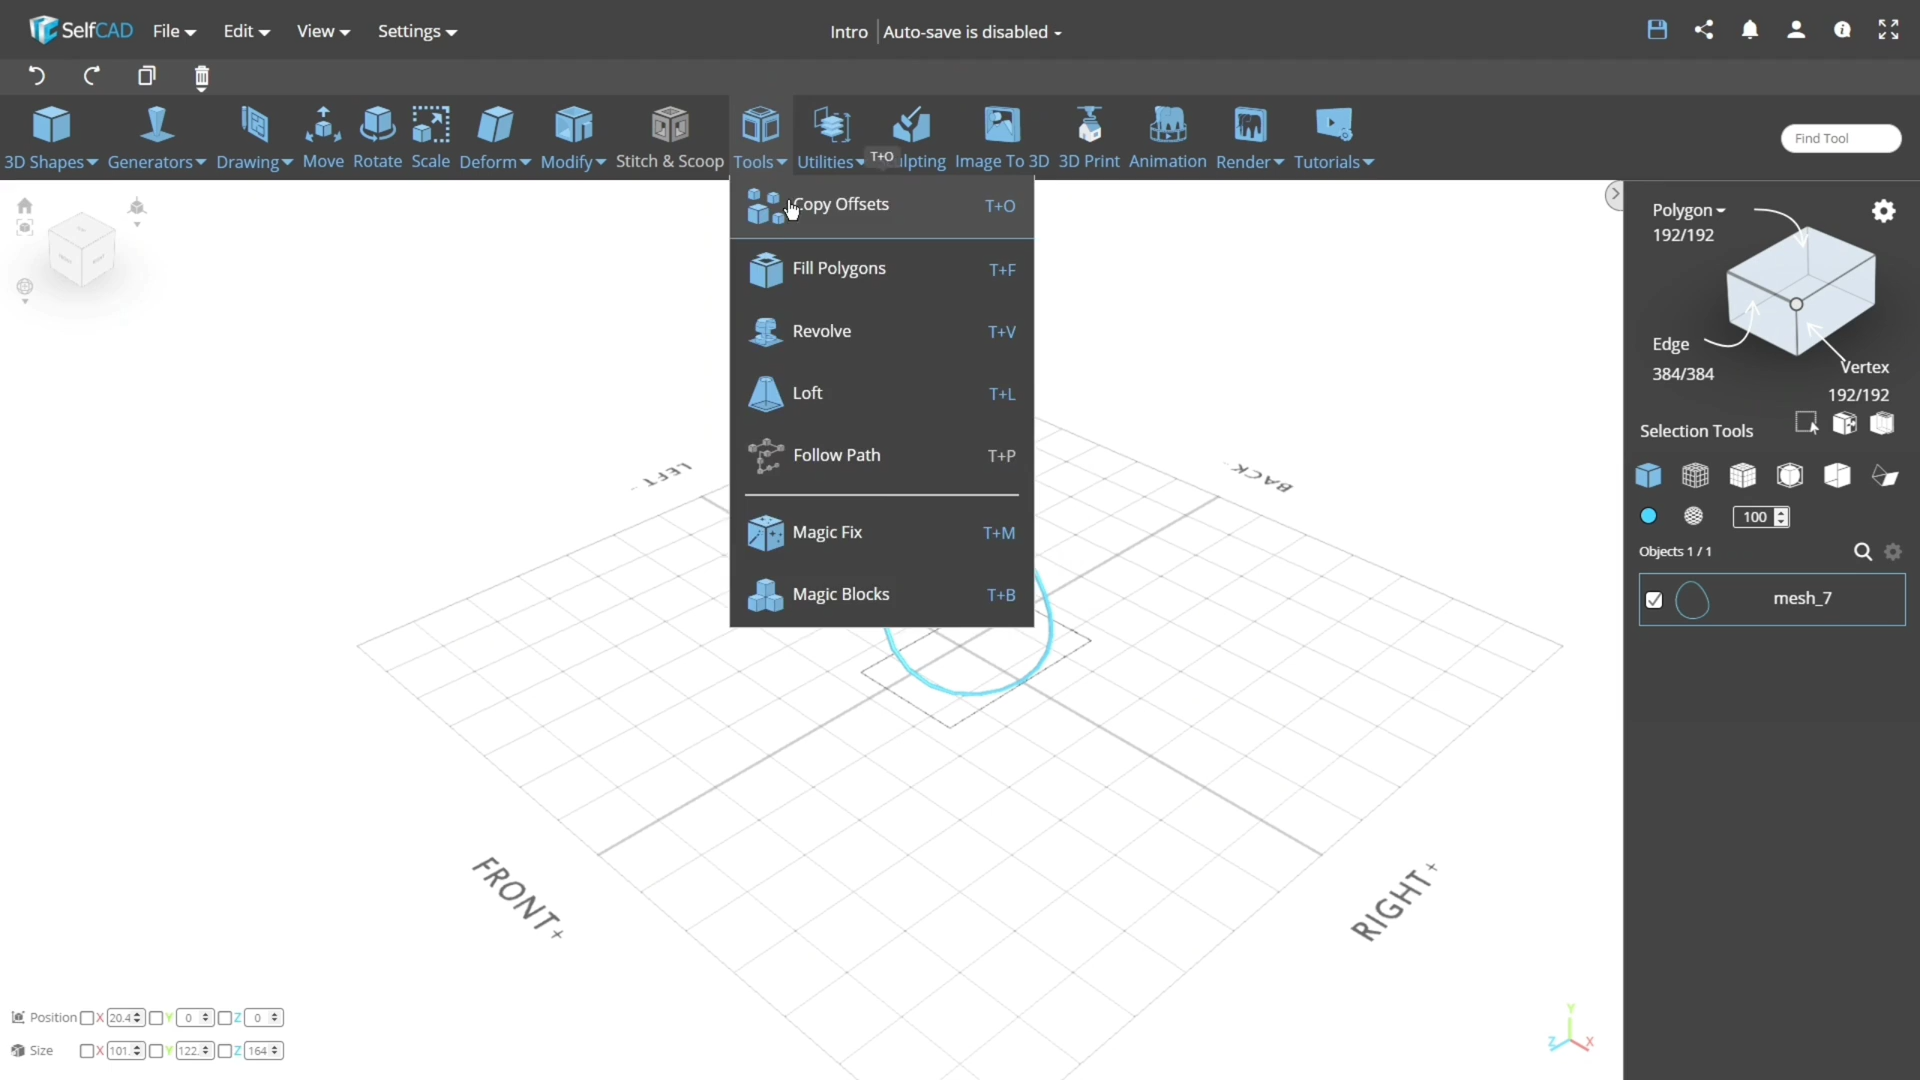 SelfCAD File Edit View Settings Intro Auto-save is disabled
3D Shapes Generators Drawing Move Rotate Scale Deform Modify Stitch & Scoop Tools Utilities T+O lpting Image To 3D 3D Print Animation Render Tutorials Find Tool
Copy Offsets T+O
Fill Polygons T+F
Revolve T+V
Loft T+L
Follow Path T+P
Magic Fix T+M
Magic Blocks T+B
LEFT -
BACK -
FRONT+
RIGHT+
Polygon
192/192
Edge
384/384
Vertex
192/192
Selection Tools
100
Objects 1 / 1
mesh_7
Position X 20.4 Y 0 Z 0
Size X 101. Y 122. Z 164
Y
Z X